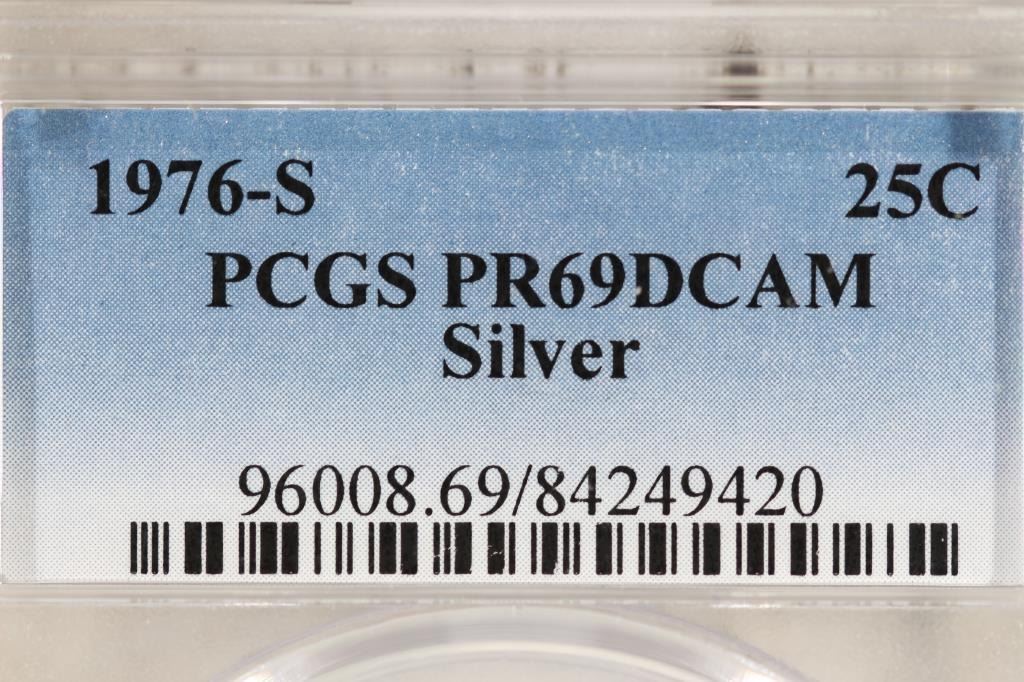 1976-S 25C
PCGS PR69DCAM
Silver
96008.69/84249420